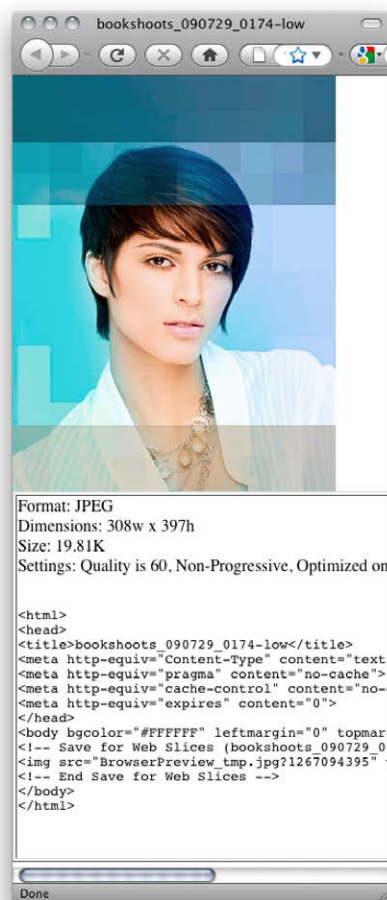 bookshoots_090729_0174-low
Format: JPEG
Dimensions: 308w x 397h
Size: 19.81K
Settings: Quality is 60, Non-Progressive, Optimized on
<html>
<head>
<title>bookshoots_090729_0174-low</title>
<meta http-equiv="Content-Type" content="text
<meta http-equiv="pragma" content="no-cache">
<meta http-equiv="cache-control" content="no-
<meta http-equiv="expires" content="0">
</head>
<body bgcolor="#FFFFFF" leftmargin="0" topmar
<!-- Save for Web Slices (bookshoots_090729_0
<img src="BrowserPreview_tmp.jpg?1267094395"
<!-- End Save for Web Slices -->
</body>
</html>
Done